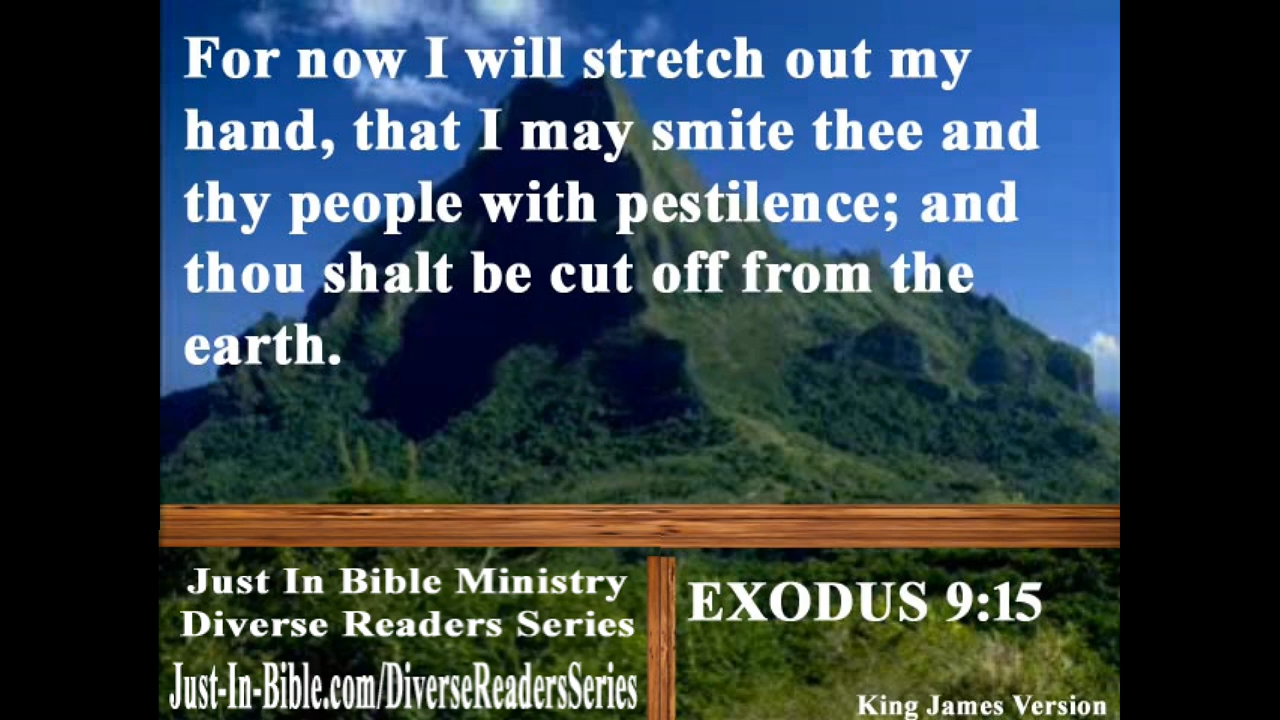 For now I will stretch out my
hand, that I may smite thee and
thy people with pestilence; and
thou shalt be cut off from the
earth.
Just In Bible Ministry
Diverse Readers Series
Just-In-Bible.com/DiverseReadersSeries
EXODUS 9:15
King James Version